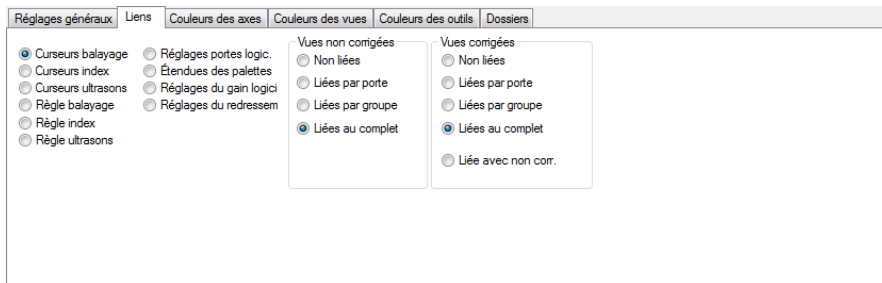 Réglages généraux Liens Couleurs des axes Couleurs des vues Couleurs des outils Dossiers
Curseurs balayage
Curseurs index
Curseurs ultrasons
Règle balayage
Règle index
Règle ultrasons
Réglages portes logic.
Étendues des palettes
Réglages du gain logici
Réglages du redressem
Vues non corrigées
Non liées
Liées par porte
Liées par groupe
Liées au complet
Vues corrigées
Non liées
Liées par porte
Liées par groupe
Liées au complet
Liée avec non corr.